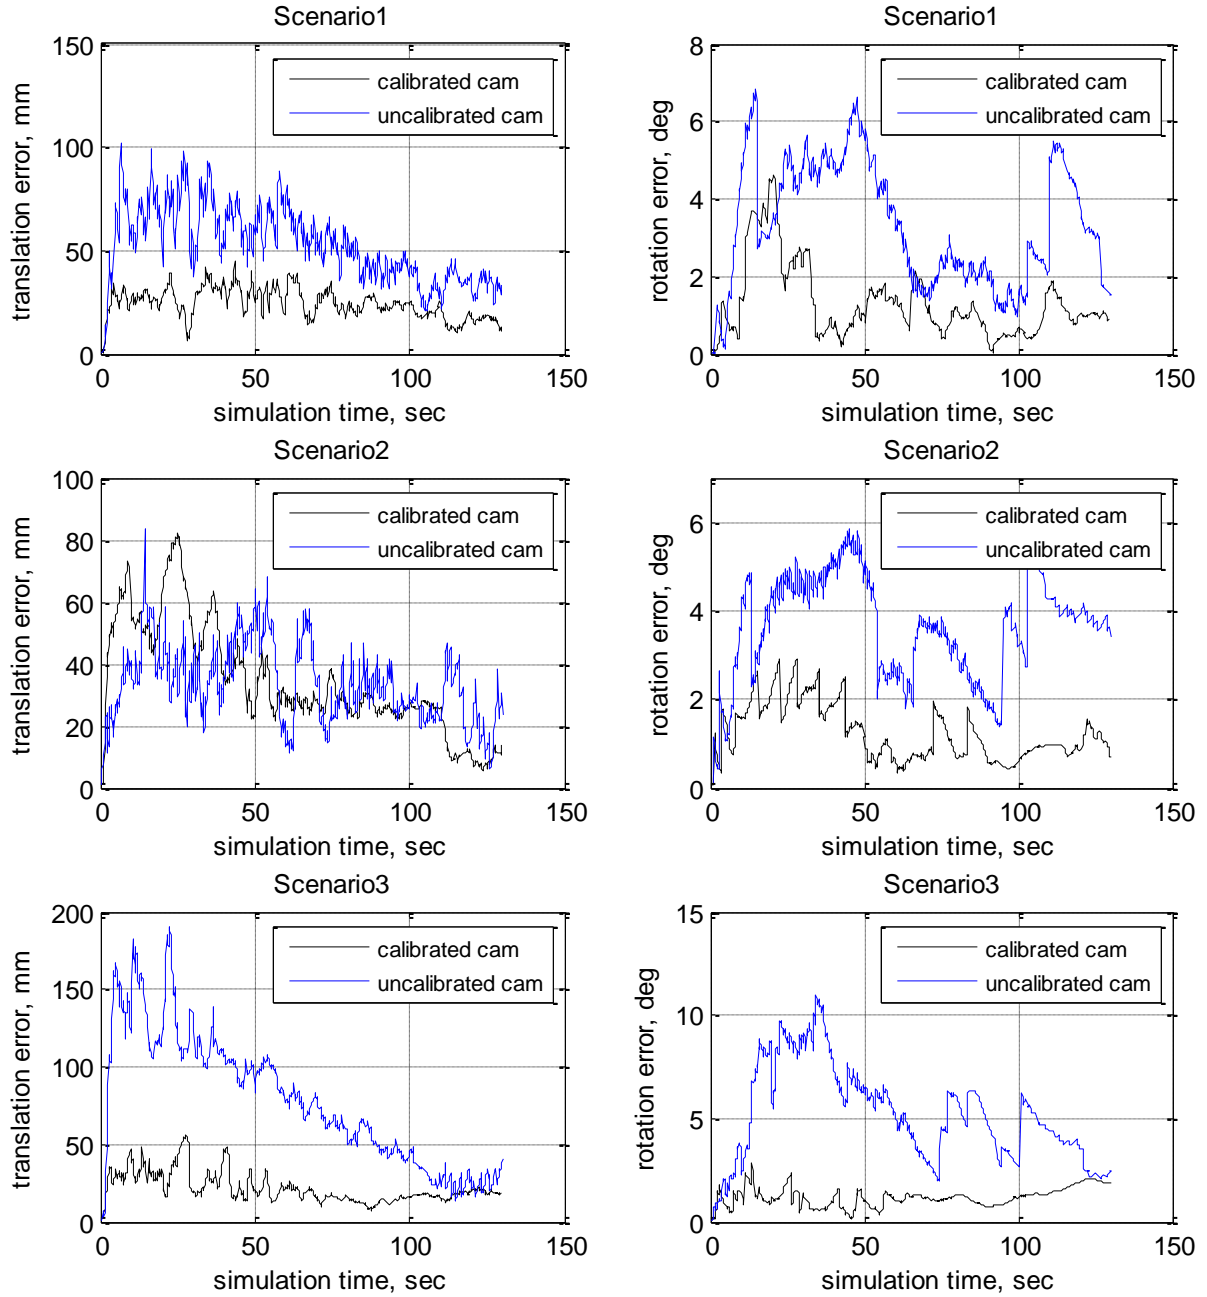 Scenario1
translation error, mm
150
100
50
0
calibrated cam
uncalibrated cam
0 50 100 150
simulation time, sec
Scenario1
rotation error, deg
8
6
4
2
0
calibrated cam
uncalibrated cam
0 50 100 150
simulation time, sec
Scenario2
translation error, mm
100
80
60
40
20
0
calibrated cam
uncalibrated cam
0 50 100 150
simulation time, sec
Scenario2
rotation error, deg
6
4
2
0
calibrated cam
uncalibrated cam
0 50 100 150
simulation time, sec
Scenario3
translation error, mm
200
150
100
50
0
calibrated cam
uncalibrated cam
0 50 100 150
simulation time, sec
Scenario3
rotation error, deg
15
10
5
0
calibrated cam
uncalibrated cam
0 50 100 150
simulation time, sec